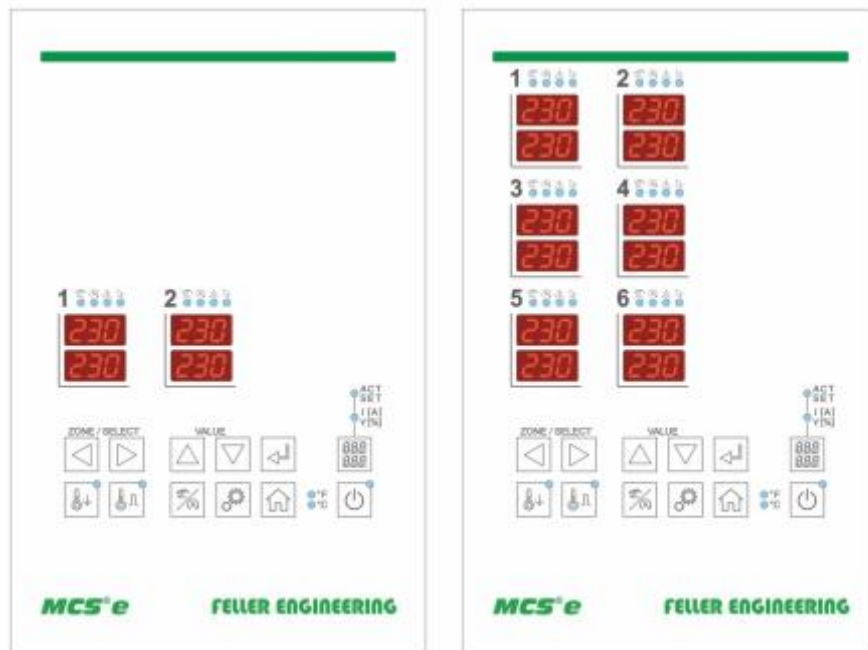 1 2
230 230
230 230
ACT
SET
I [A]
Y[%]
ZONE / SELECT VALUE
888
888
°F
°C
MCS®e FELLER ENGINEERING
1 2
230 230
230 230
3 4
230 230
230 230
5 6
230 230
230 230
ACT
SET
I [A]
Y[%]
ZONE / SELECT VALUE
888
888
°F
°C
MCS®e FELLER ENGINEERING